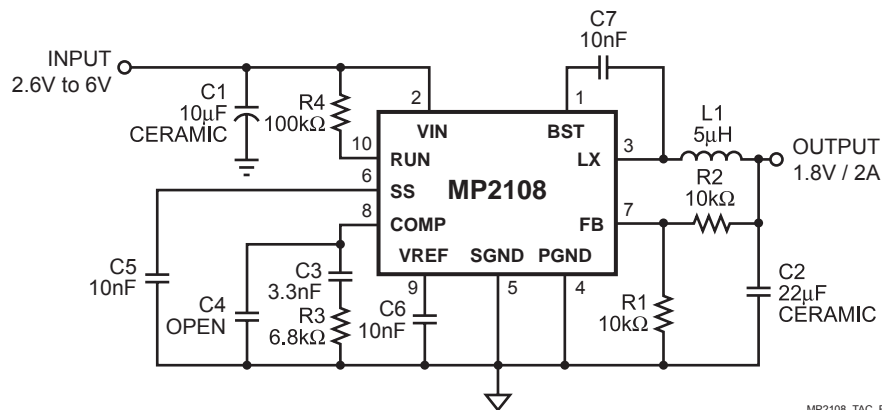 C7
10nF
INPUT
2.6V to 6V
C1
10µF
CERAMIC
R4
100kΩ
2
1
VIN
BST
L1
5µH
10
RUN
LX
3
OUTPUT
1.8V / 2A
6
SS
MP2108
R2
10kΩ
8
COMP
FB
7
VREF
SGND
PGND
C5
10nF
C4
OPEN
C3
3.3nF
R3
6.8kΩ
9
C6
10nF
5
4
R1
10kΩ
C2
22µF
CERAMIC